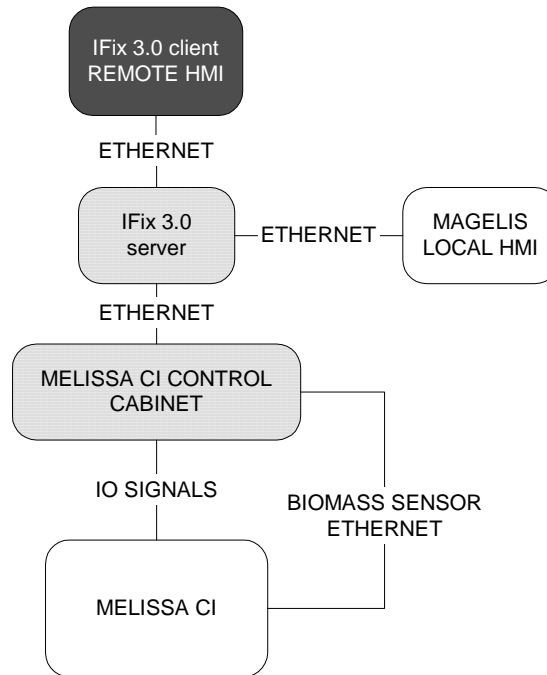 IFix 3.0 client
REMOTE HMI
ETHERNET
IFix 3.0
server
ETHERNET
MAGELIS
LOCAL HMI
ETHERNET
MELISSA CI CONTROL
CABINET
IO SIGNALS
BIOMASS SENSOR
ETHERNET
MELISSA CI